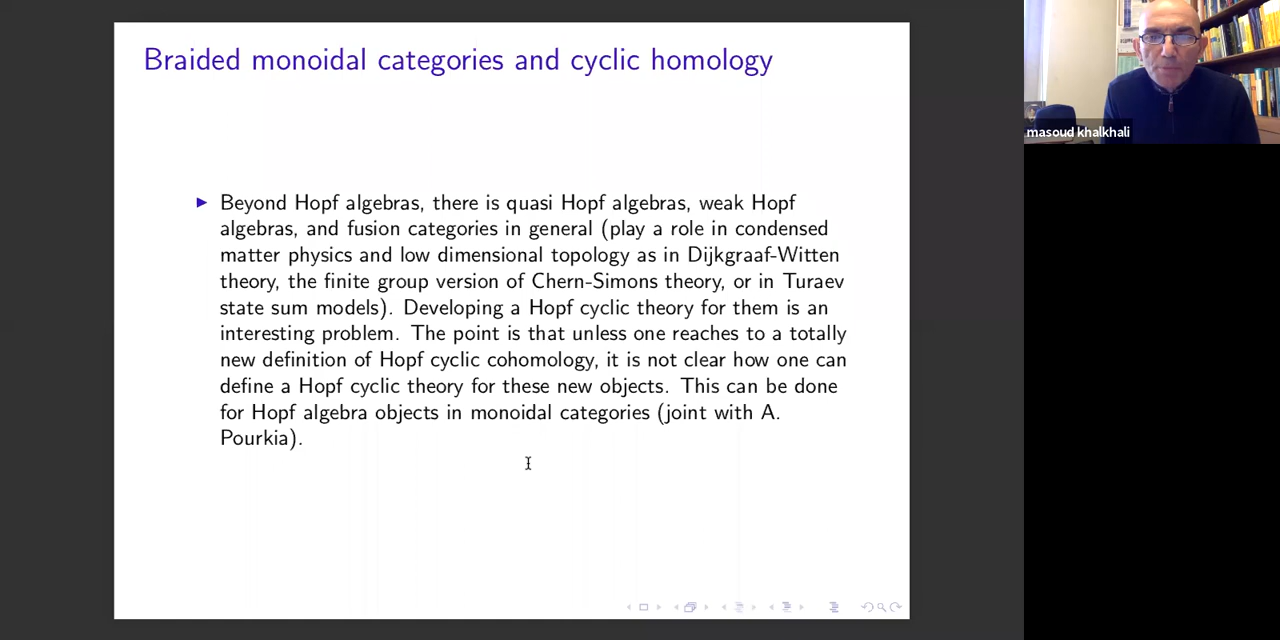 Braided monoidal categories and cyclic homology
Beyond Hopf algebras, there is quasi Hopf algebras, weak Hopf
algebras, and fusion categories in general (play a role in condensed
matter physics and low dimensional topology as in Dijkgraaf-Witten
theory, the finite group version of Chern-Simons theory, or in Turaev
state sum models). Developing a Hopf cyclic theory for them is an
interesting problem. The point is that unless one reaches to a totally
new definition of Hopf cyclic cohomology, it is not clear how one can
define a Hopf cyclic theory for these new objects. This can be done
for Hopf algebra objects in monoidal categories (joint with A.
Pourkia).
masoud khalkhali